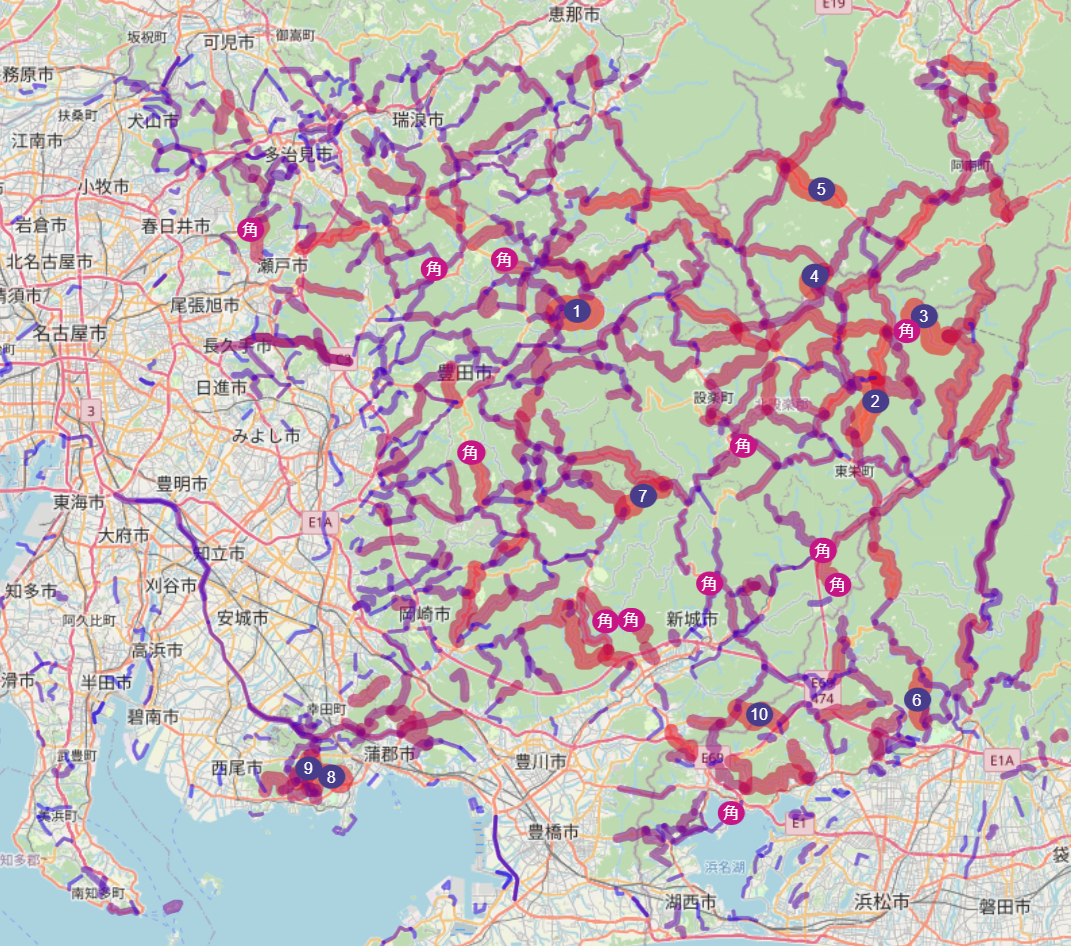 恵那市
E19
坂祝町
可児市
御嵩町
務原市
扶桑町
犬山市
瑞浪市
江南市
多治見市
阿南町
小牧市
5
岩倉市
春日井市
角
北名古屋市
瀬戸市
角
角
4
清須市
尾張旭市
1
3
角
名古屋市
長久手市
町
豊田市
日進市
設楽町
北設楽郡
2
3
みよし市
角
角
東栄町
豊明市
7
東海市
E1A
大府市
角
知立市
知多市
刈谷市
角
角
阿久比町
安城市
岡崎市
角
角
新城市
高浜市
滑市
半田市
E69
474
6
碧南市
幸田町
10
武豊町
西尾市
9
8
蒲郡市
豊川市
E69
E1A
美浜町
角
E1
豊橋市
知多郡
袋
浜名湖
南知多町
湖西市
浜松市
磐田市